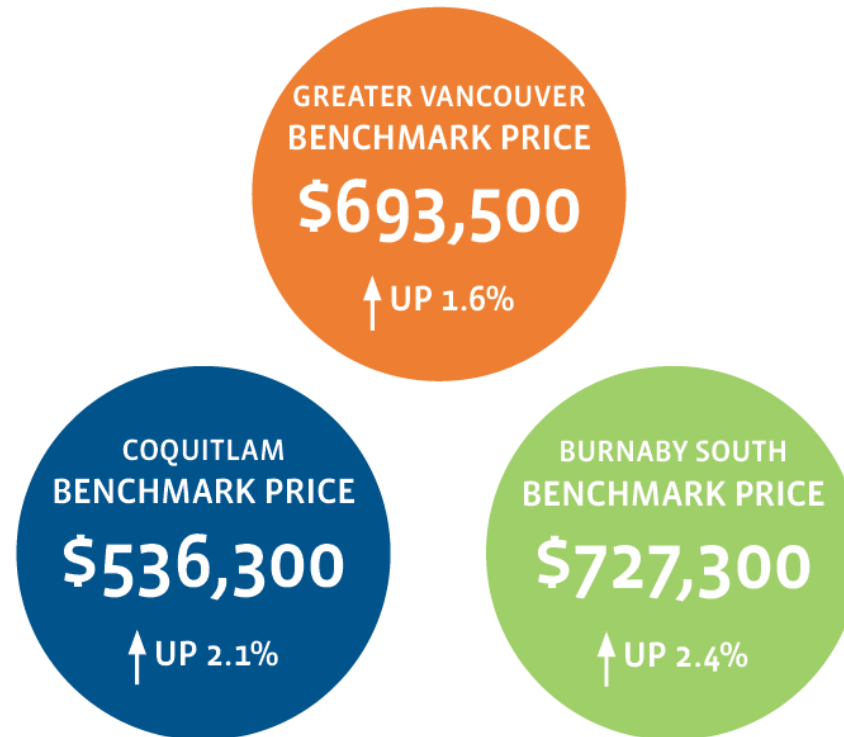 GREATER VANCOUVER
BENCHMARK PRICE
$693,500
UP 1.6%
COQUITLAM
BENCHMARK PRICE
$536,300
UP 2.1%
BURNABY SOUTH
BENCHMARK PRICE
$727,300
UP 2.4%